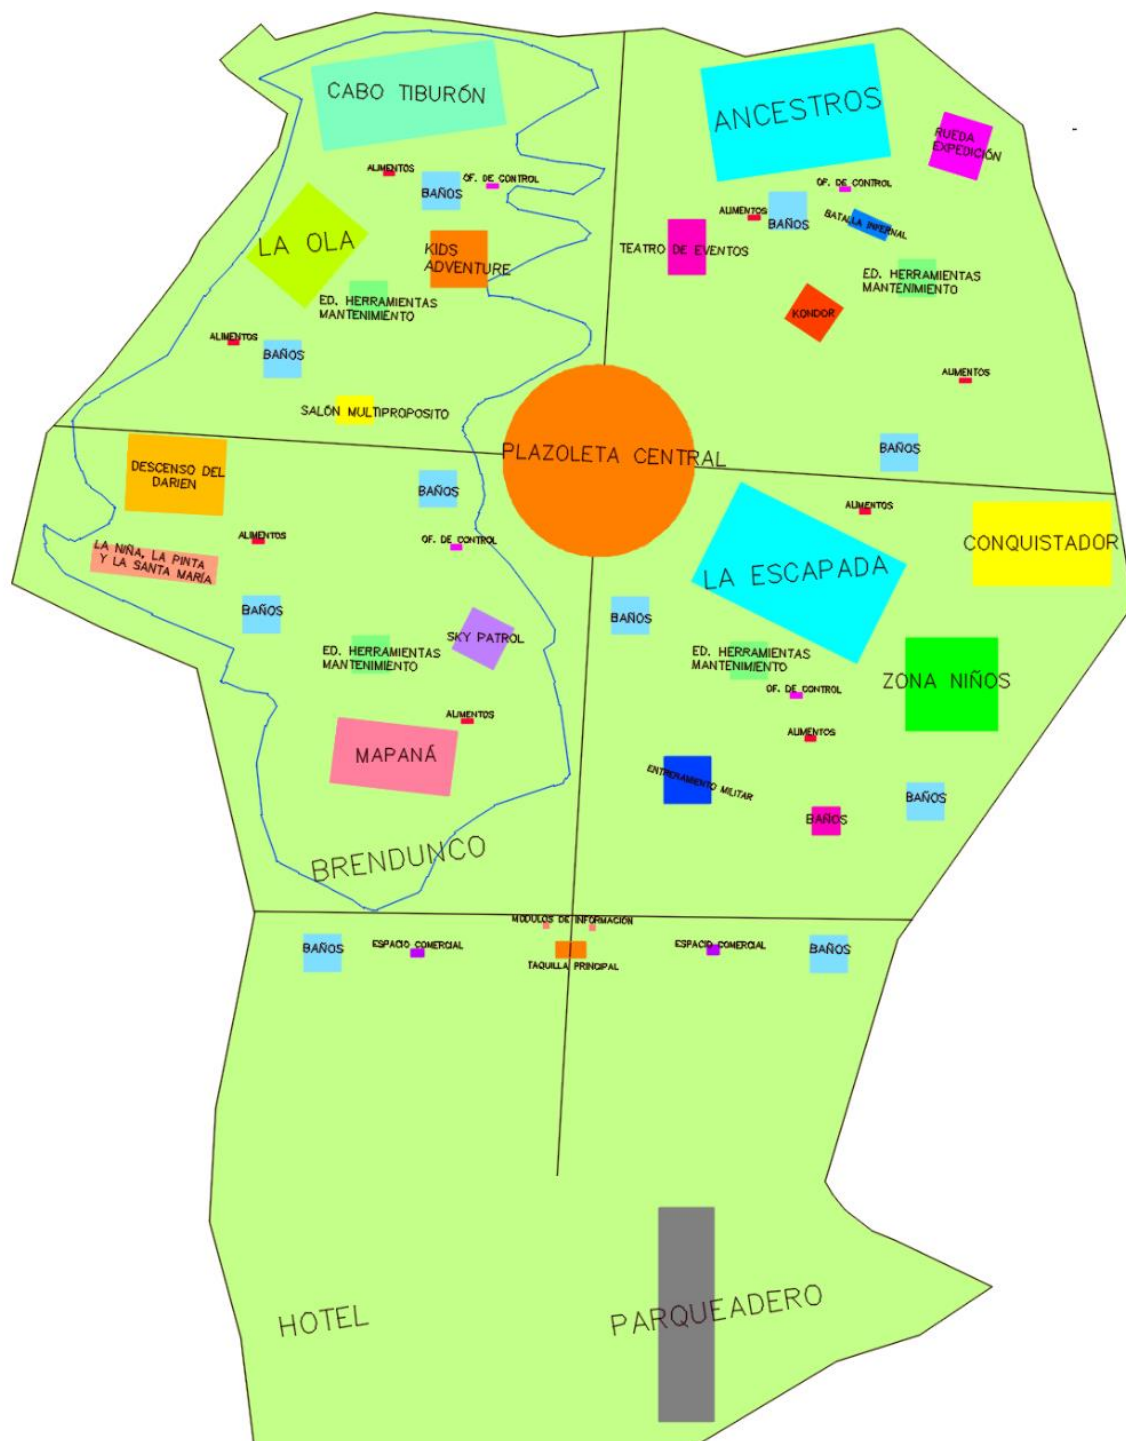 CABO TIBURÓN
ANCESTROS
RUEDA
EXPEDICIÓN
ALIMENTOS
OF. DE CONTROL
BAÑOS
OF. DE CONTROL
ALIMENTOS
BAÑOS
BATALLA INFERNAL
LA OLA
KIDS
ADVENTURE
TEATRO DE EVENTOS
ED. HERRAMIENTAS
MANTENIMIENTO
ED. HERRAMIENTAS
MANTENIMIENTO
KONDOR
ALIMENTOS
BAÑOS
ALIMENTOS
SALÓN MULTIPROPOSITO
BAÑOS
PLAZOLETA CENTRAL
DESCENSO DEL
DARIEN
BAÑOS
ALIMENTOS
ALIMENTOS
OF. DE CONTROL
CONQUISTADOR
LA NIÑA, LA PINTA
Y LA SANTA MARÍA
LA ESCAPADA
BAÑOS
BAÑOS
SKY PATROL
ED. HERRAMIENTAS
MANTENIMIENTO
ED. HERRAMIENTAS
MANTENIMIENTO
OF. DE CONTROL
ZONA NIÑOS
ALIMENTOS
ALIMENTOS
MAPANÁ
ENTRENAMIENTO MILITAR
BAÑOS
BAÑOS
BRENDUNCO
MODULOS DE INFORMACION
BAÑOS
ESPACIO COMERCIAL
ESPACIO COMERCIAL
BAÑOS
TAQUILLA PRINCIPAL
HOTEL
PARQUEADERO